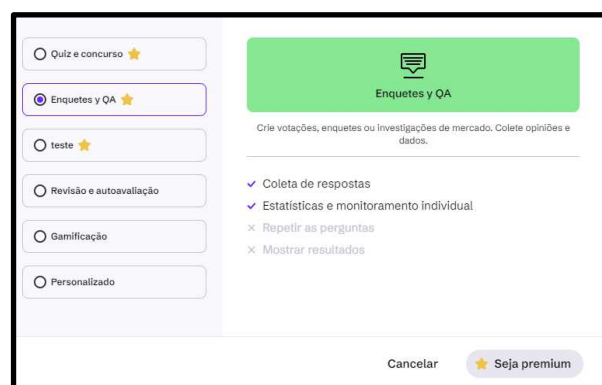 Quiz e concurso
Enquetes y QA
teste
Revisão e autoavaliação
Gamificação
Personalizado
Enquetes y QA
Crie votações, enquetes ou investigações de mercado. Colete opiniões e
dados.
Coleta de respostas
Estatísticas e monitoramento individual
Repetir as perguntas
Mostrar resultados
Cancelar
Seja premium